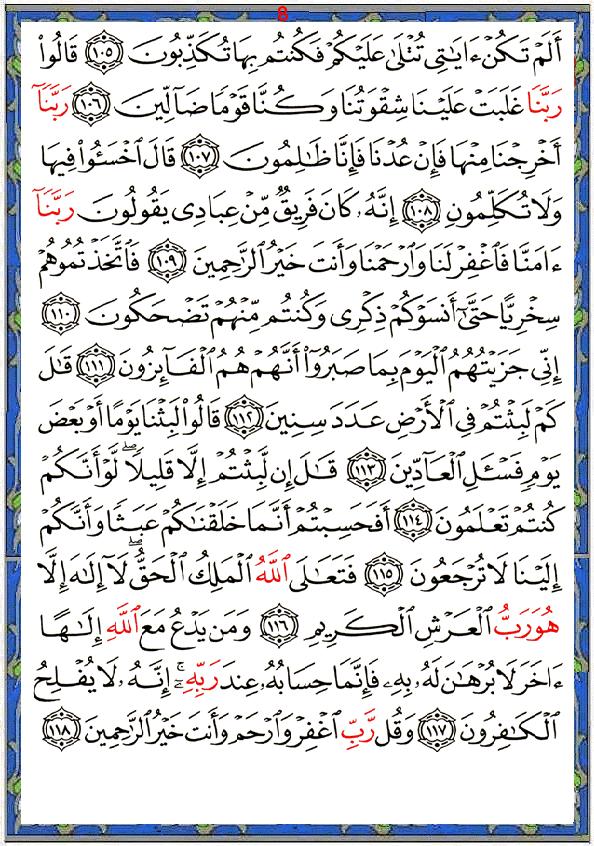 8
أَلَمْ تَكُنْ ءَايَـٰتِى تُتْلَىٰ عَلَيْكُمْ فَكُنتُم بِهَا تُكَذِّبُونَ ١٠٥ قَالُوا۟
رَبَّنَا غَلَبَتْ عَلَيْنَا شِقْوَتُنَا وَكُنَّا قَوْمًا ضَآلِّينَ ١٠٦ رَبَّنَآ
أَخْرِجْنَا مِنْهَا فَإِنْ عُدْنَا فَإِنَّا ظَـٰلِمُونَ ١٠٧ قَالَ ٱخْسَـُٔوا۟ فِيهَا
وَلَا تُكَلِّمُونِ ١٠٨ إِنَّهُۥ كَانَ فَرِيقٌ مِّنْ عِبَادِى يَقُولُونَ رَبَّنَآ
ءَامَنَّا فَٱغْفِرْ لَنَا وَٱرْحَمْنَا وَأَنتَ خَيْرُ ٱلرَّٰحِمِينَ ١٠٩ فَٱتَّخَذْتُمُوهُمْ
سِخْرِيًّا حَتَّىٰٓ أَنسَوْكُمْ ذِكْرِى وَكُنتُم مِّنْهُمْ تَضْحَكُونَ ١١٠
إِنِّى جَزَيْتُهُمُ ٱلْيَوْمَ بِمَا صَبَرُوٓا۟ أَنَّهُمْ هُمُ ٱلْفَآئِزُونَ ١١١ قَـٰلَ
كَمْ لَبِثْتُمْ فِى ٱلْأَرْضِ عَدَدَ سِنِينَ ١١٢ قَالُوا۟ لَبِثْنَا يَوْمًا أَوْ بَعْضَ
يَوْمٍ فَسْـَٔلِ ٱلْعَآدِّينَ ١١٣ قَـٰلَ إِن لَّبِثْتُمْ إِلَّا قَلِيلًا ۖ لَّوْ أَنَّكُمْ
كُنتُمْ تَعْلَمُونَ ١١٤ أَفَحَسِبْتُمْ أَنَّمَا خَلَقْنَـٰكُمْ عَبَثًا وَأَنَّكُمْ
إِلَيْنَا لَا تُرْجَعُونَ ١١٥ فَتَعَـٰلَى ٱللَّهُ ٱلْمَلِكُ ٱلْحَقُّ ۖ لَآ إِلَـٰهَ إِلَّا
هُوَ رَبُّ ٱلْعَرْشِ ٱلْكَرِيمِ ١١٦ وَمَن يَدْعُ مَعَ ٱللَّهِ إِلَـٰهًا
ءَاخَرَ لَا بُرْهَـٰنَ لَهُۥ بِهِۦ فَإِنَّمَا حِسَابُهُۥ عِندَ رَبِّهِۦٓ ۚ إِنَّهُۥ لَا يُفْلِحُ
ٱلْكَـٰفِرُونَ ١١٧ وَقُل رَّبِّ ٱغْفِرْ وَٱرْحَمْ وَأَنتَ خَيْرُ ٱلرَّٰحِمِينَ ١١٨